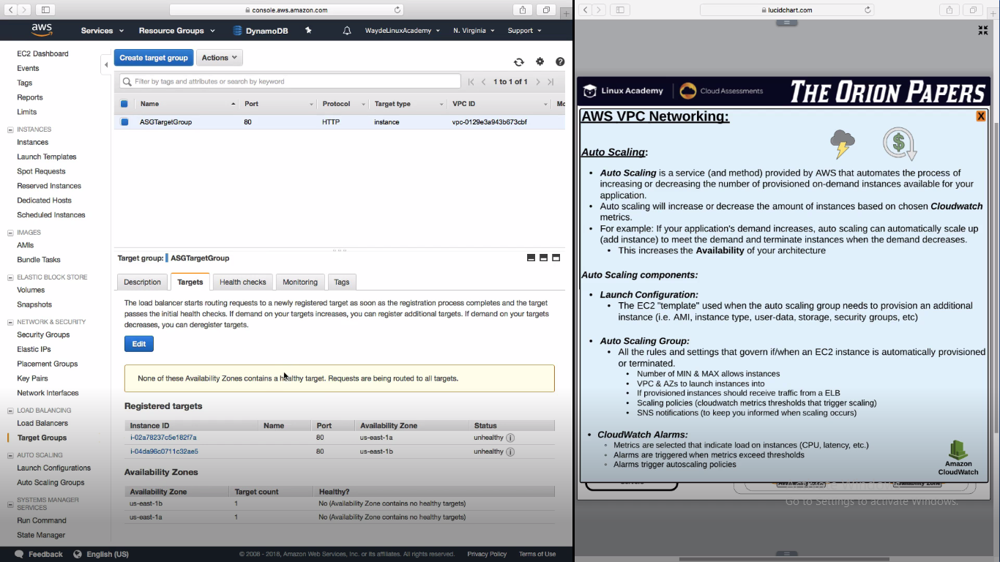 console.aws.amazon.com
lucidchart.com
aws
Services
Resource Groups
DynamoDB
WaydeLinuxAcademy
N. Virginia
Support
EC2 Dashboard
Events
Tags
Reports
Limits
INSTANCES
Instances
Launch Templates
Spot Requests
Reserved Instances
Dedicated Hosts
Scheduled Instances
IMAGES
AMIs
Bundle Tasks
ELASTIC BLOCK STORE
Volumes
Snapshots
NETWORK & SECURITY
Security Groups
Elastic IPs
Placement Groups
Key Pairs
Network Interfaces
LOAD BALANCING
Load Balancers
Target Groups
AUTO SCALING
Launch Configurations
Auto Scaling Groups
SYSTEMS MANAGER
SERVICES
Run Command
State Manager
Create target group
Actions
Filter by tags and attributes or search by keyword
1 to 1 of 1
Name Port Protocol Target type VPC ID Mc
ASGTargetGroup 80 HTTP instance vpc-0129e3a943b673cbf
Target group: ASGTargetGroup
Description Targets Health checks Monitoring Tags
The load balancer starts routing requests to a newly registered target as soon as the registration process completes and the target
passes the initial health checks. If demand on your targets increases, you can register additional targets. If demand on your targets
decreases, you can deregister targets.
Edit
None of these Availability Zones contains a healthy target. Requests are being routed to all targets.
Registered targets
Instance ID Name Port Availability Zone Status
i-02a78237c5e182f7a 80 us-east-1a unhealthy
i-04da96c0711c32ae5 80 us-east-1b unhealthy
Availability Zones
Availability Zone Target count Healthy?
us-east-1b 1 No (Availability Zone contains no healthy targets)
us-east-1a 1 No (Availability Zone contains no healthy targets)
Feedback English (US) © 2008 - 2018, Amazon Web Services, Inc. or its affiliates. All rights reserved. Privacy Policy Terms of Use
Linux Academy Cloud Assessments THE ORION PAPERS
AWS VPC Networking: X
Auto Scaling:
• Auto Scaling is a service (and method) provided by AWS that automates the process of
increasing or decreasing the number of provisioned on-demand instances available for your
application.
• Auto scaling will increase or decrease the amount of instances based on chosen Cloudwatch
metrics.
• For example: If your application's demand increases, auto scaling can automatically scale up
(add instance) to meet the demand and terminate instances when the demand decreases.
• This increases the Availability of your architecture
Auto Scaling components:
• Launch Configuration:
• The EC2 "template" used when the auto scaling group needs to provision an additional
instance (i.e. AMI, instance type, user-data, storage, security groups, etc)
• Auto Scaling Group:
• All the rules and settings that govern if/when an EC2 instance is automatically provisioned
or terminated.
• Number of MIN & MAX allows instances
• VPC & AZs to launch instances into
• If provisioned instances should receive traffic from a ELB
• Scaling policies (cloudwatch metrics thresholds that trigger scaling)
• SNS notifications (to keep you informed when scaling occurs)
• CloudWatch Alarms:
◦ Metrics are selected that indicate load on instances (CPU, latency, etc.)
◦ Alarms are triggered when metrics exceed thresholds
◦ Alarms trigger autoscaling policies
Amazon
CloudWatch
Go to Settings to activate Windows.